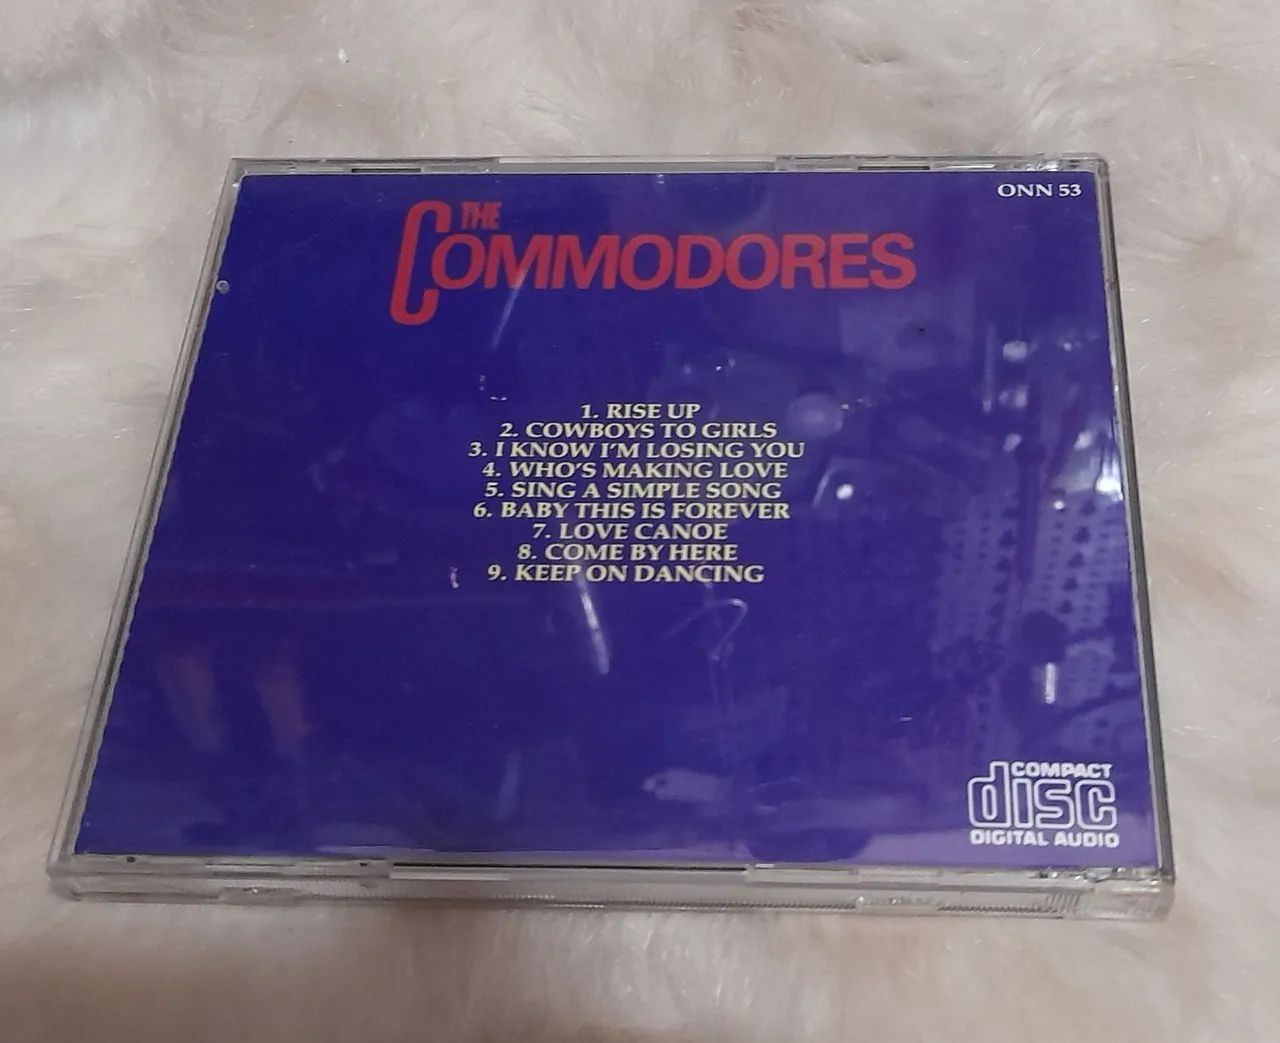 ONN 53
THE
COMMODORES
1. RISE UP
2. COWBOYS TO GIRLS
3. I KNOW I'M LOSING YOU
4. WHO'S MAKING LOVE
5. SING A SIMPLE SONG
6. BABY THIS IS FOREVER
7. LOVE CANOE
8. COME BY HERE
9. KEEP ON DANCING
COMPACT
disc
DIGITAL AUDIO